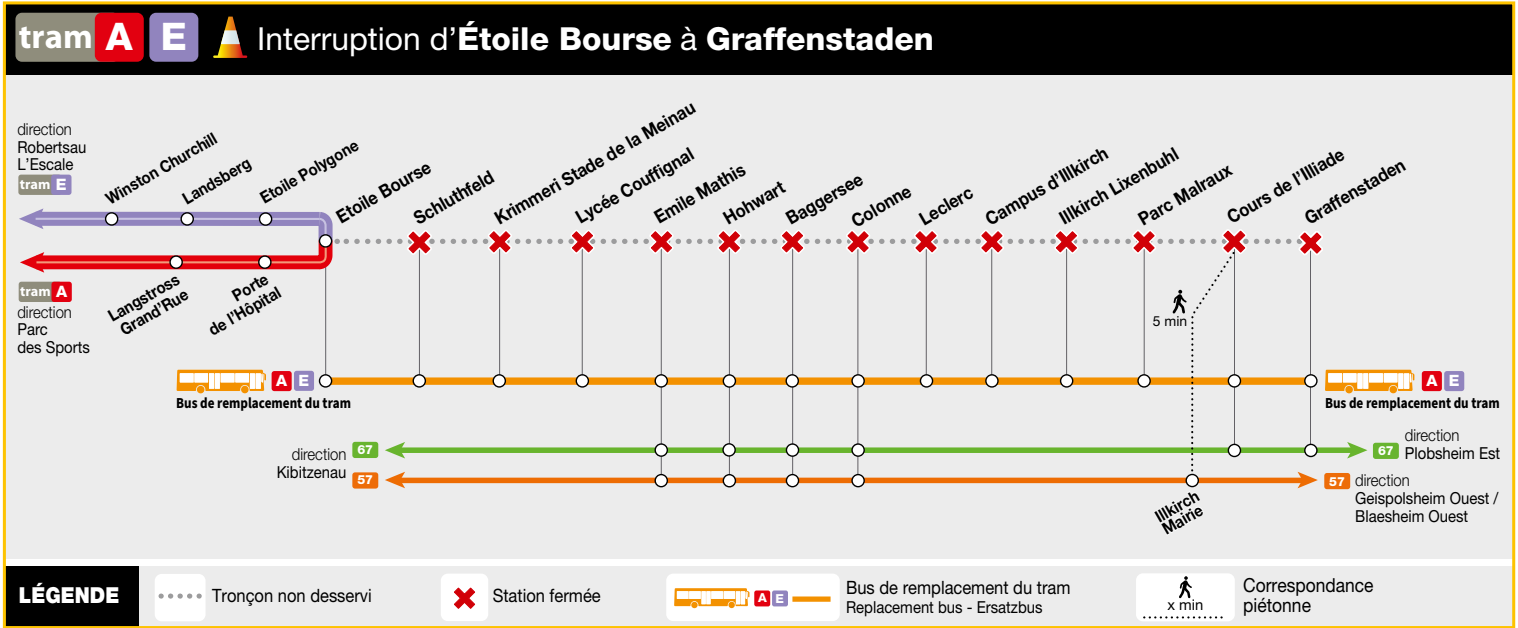 tram A E Interruption d'Étoile Bourse à Graffenstaden
direction
Robertsau
L'Escale
tram E
Winston Churchill
Landsberg
Etoile Polygone
Etoile Bourse
Schluthfeld
Krimmeri Stade de la Meinau
Lycée Couffignal
Emile Mathis
Hohwart
Baggersee
Colonne
Leclerc
Campus d'Illkirch
Illkirch Lixenbuhl
Parc Malraux
Cours de l'Illiade
Graffenstaden
tram A
direction
Parc
des Sports
Langstross
Grand'Rue
Porte
de l'Hôpital
5 min
A E
Bus de remplacement du tram
A E
Bus de remplacement du tram
direction
Kibitzenau
67
57
67
direction
Plobsheim Est
57 direction
Geispolsheim Ouest /
Blaesheim Ouest
Illkirch
Mairie
LÉGENDE
Tronçon non desservi
Station fermée
A E
Bus de remplacement du tram
Replacement bus - Ersatzbus
x min
Correspondance
piétonne